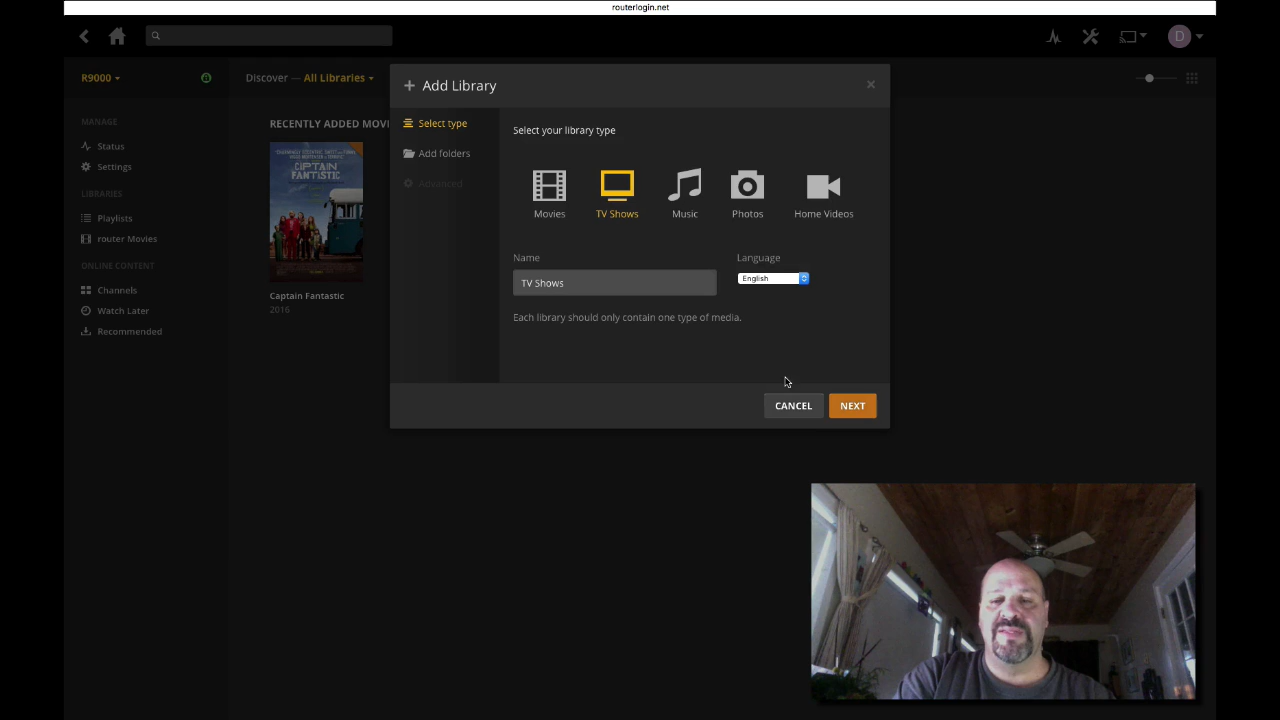 routerlogin.net
D
R9000
Discover — All Libraries
MANAGE
Status
Settings
LIBRARIES
Playlists
router Movies
ONLINE CONTENT
Channels
Watch Later
Recommended
RECENTLY ADDED MOVI
CAPTAIN
FANTASTIC
Captain Fantastic
2016
Add Library
Select type
Add folders
Advanced
Select your library type
Movies
TV Shows
Music
Photos
Home Videos
Name
Language
TV Shows
English
Each library should only contain one type of media.
CANCEL
NEXT